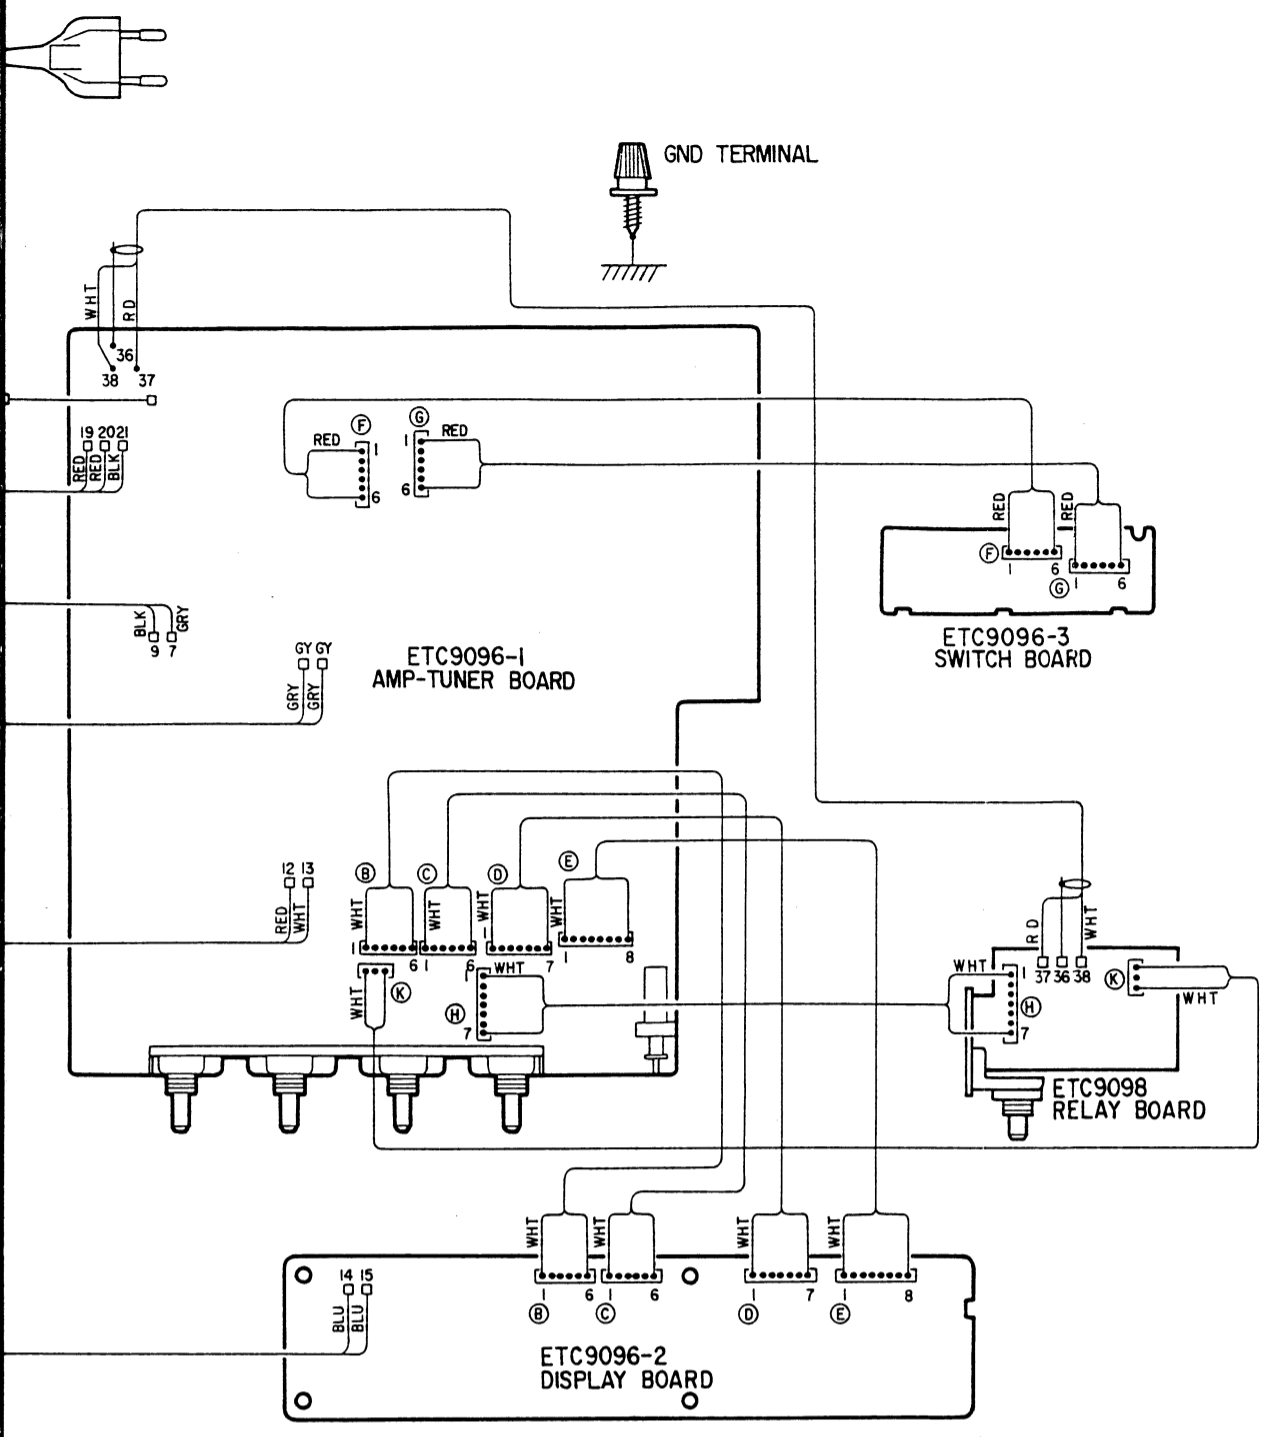 GND TERMINAL
WHT
RD
36
38 37
19 20 21
RED
RED
BLK
F
RED
1
6
G
1
RED
6
RED
RED
F
1 6
G
1 6
ETC9096-3
SWITCH BOARD
BLK
GRY
9 7
GY GY
GRY
GRY
ETC9096-1
AMP-TUNER BOARD
12 13
RED
WHT
B
WHT
1 6
C
WHT
1 6
D
WHT
1 7
E
WHT
1 8
K
WHT
H
1
WHT
7
RD
WHT
37 36 38
WHT
1
H
7
K
WHT
ETC9098
RELAY BOARD
14 15
BLU
BLU
WHT
1 6
B
WHT
1 6
C
WHT
1 7
D
WHT
1 8
E
ETC9096-2
DISPLAY BOARD